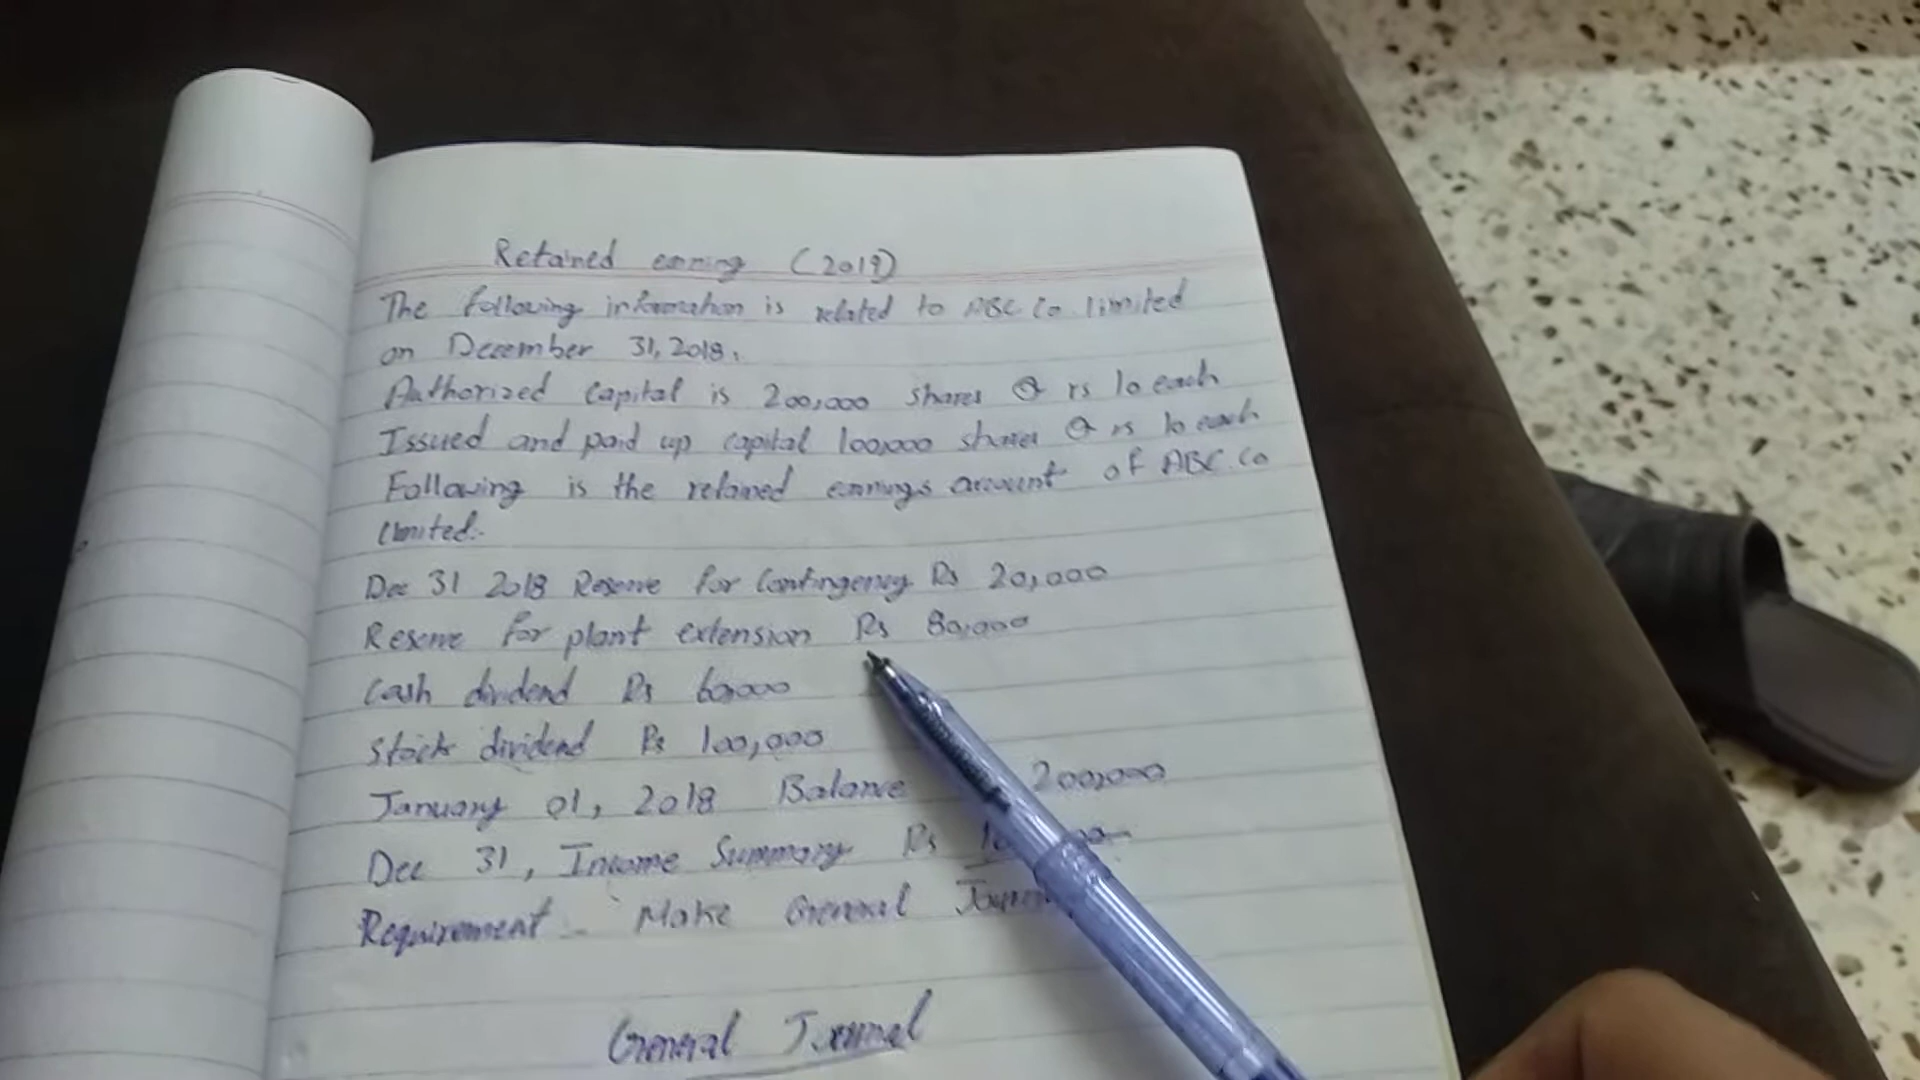 Retained earning (2019)
The following information is related to ABC Co limited
on December 31, 2018.
Authorized Capital is 200,000 shares @ rs 10 each
Issued and paid up capital 100,000 shares @ rs 10 each
Following is the retained earnings account of ABC Co
limited:-
Dec 31 2018 Reserve for Contingency Rs 20,000
Reserve for plant extension Rs 80,000
Cash dividend Rs 60,000
Stock dividend Rs 100,000
January 01, 2018 Balance 200,000
Dec 31, Income Summary Rs
Requirement - Make General
General Journal